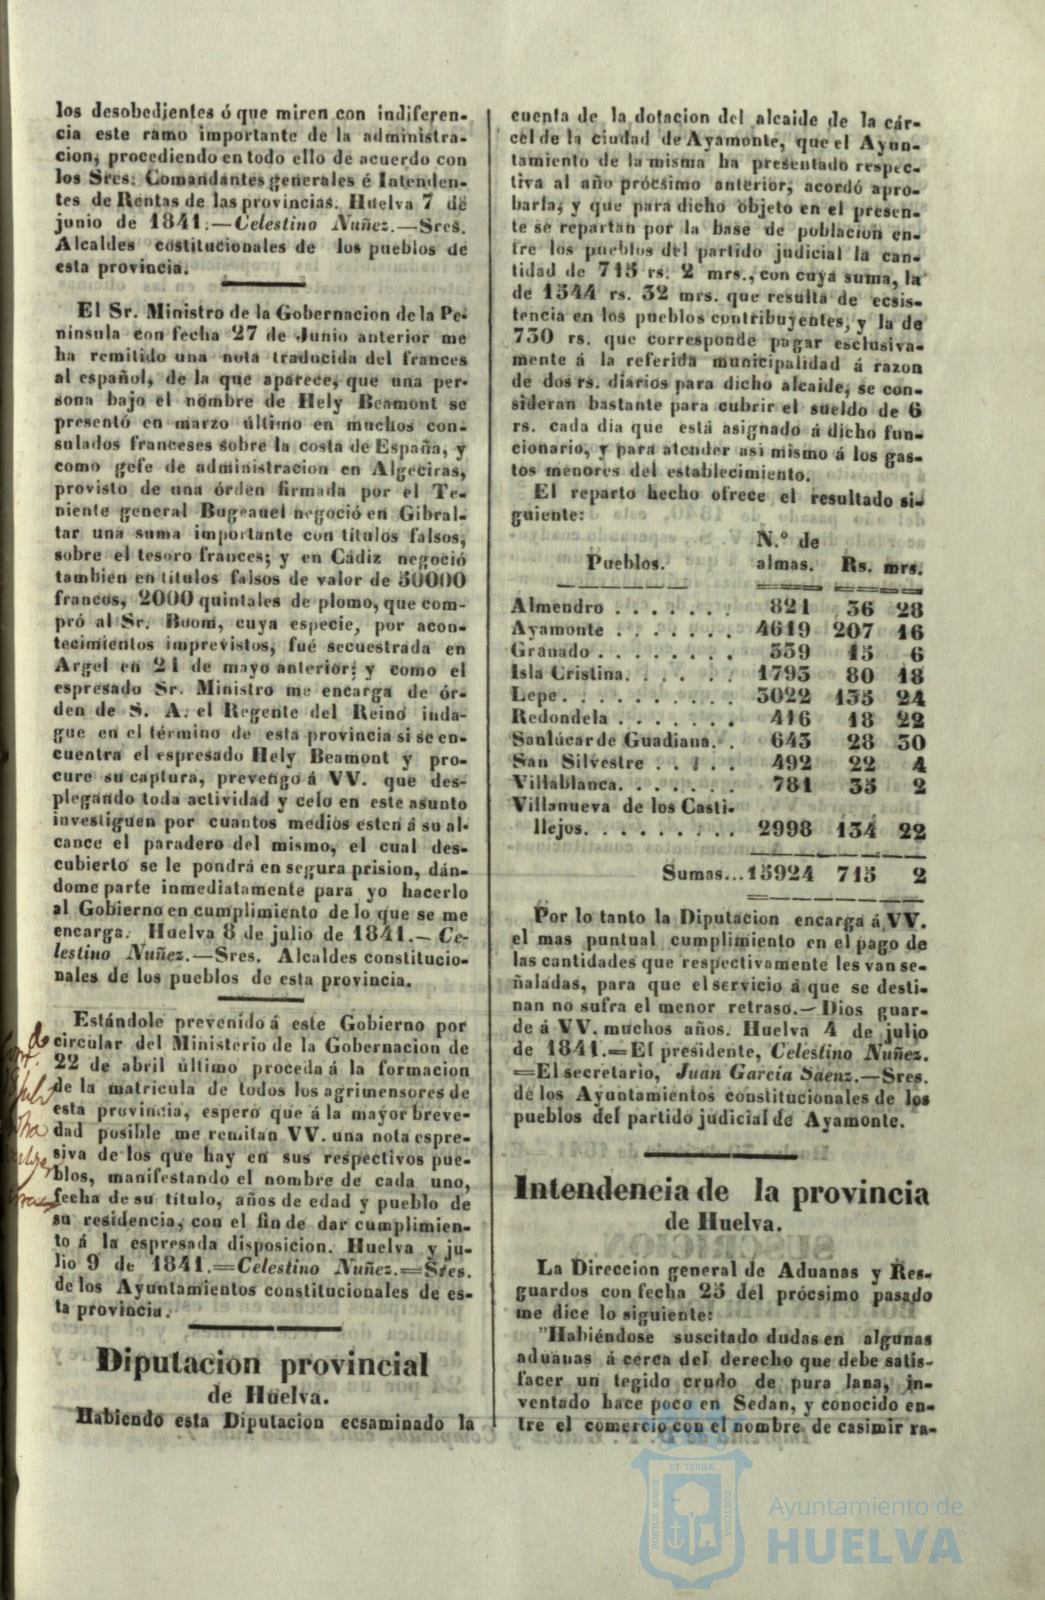 los desobedientes ó que miren con indiferen-
cia este ramo importante de la administra-
cion, procediendo en todo ello de acuerdo con
los Sres. Comandantes generales é Intenden-
tes de Rentas de las provincias. Huelva 7 de
junio de 1841.—Celestino Nuñez.—Sres.
Alcaldes costitucionales de los pueblos de
esta provincia.
El Sr. Ministro de la Gobernacion de la Pe-
ninsula con fecha 27 de Junio anterior me
ha remitido una nota traducida del frances
al español, de la que aparece, que una per-
sona bajo el nombre de Hely Beamont se
presentó en marzo último en muchos con-
sulados franceses sobre la costa de España, y
como gefe de administracion en Algeciras,
provisto de una órden firmada por el Te-
niente general Bugeauel negoció en Gibral-
tar una suma importante con titulos falsos,
sobre el tesoro frances; y en Cádiz negoció
tambien en titulos falsos de valor de 30000
francos, 2000 quintales de plomo, que com-
pró al Sr. Buom, cuya especie, por acon-
tecimientos imprevistos, fué secuestrada en
Argel en 21 de mayo anterior; y como el
espresado Sr. Ministro me encarga de ór-
den de S. A. el Regente del Reino inda-
gue en el término de esta provincia si se en-
cuentra el espresado Hely Beamont y pro-
cure su captura, prevengo á VV. que des-
plegando toda actividad y celo en este asunto
investiguen por cuantos medios esten á su al-
cance el paradero del mismo, el cual des-
cubierto se le pondrá en segura prision, dán-
dome parte inmediatamente para yo hacerlo
al Gobierno en cumplimiento de lo que se me
encarga. Huelva 8 de julio de 1841.—Ce-
lestino Nuñez.—Sres. Alcaldes constitucio-
nales de los pueblos de esta provincia.
Estándole prevenido á este Gobierno por
circular del Ministerio de la Gobernacion de
22 de abril último proceda á la formacion
de la matricula de todos los agrimensores de
esta provincia, espero que á la mayor breve-
dad posible me remitan VV. una nota espre-
siva de los que hay en sus respectivos pue-
blos, manifestando el nombre de cada uno,
fecha de su título, años de edad y pueblo de
su residencia, con el fin de dar cumplimien-
to á la espresada disposicion. Huelva y ju-
lio 9 de 1841.=Celestino Nuñez.=Sres.
de los Ayuntamientos constitucionales de es-
ta provincia.
Diputacion provincial
de Huelva.
Habiendo esta Diputacion ecsaminado la
cuenta de la dotacion del alcaide de la cár-
cel de la ciudad de Ayamonte, que el Ayun-
tamiento de la misma ha presentado respec-
tiva al año prócsimo anterior, acordó apro-
barla, y que para dicho objeto en el presen-
te se repartan por la base de poblacion en-
tre los pueblos del partido judicial la can-
tidad de 715 rs. 2 mrs., con cuya suma, la
de 1344 rs. 32 mrs. que resulta de ecsis-
tencia en los pueblos contribuyentes, y la de
730 rs. que corresponde pagar esclusiva-
mente á la referida municipalidad á razon
de dos rs. diarios para dicho alcaide, se con-
sideran bastante para cubrir el sueldo de 6
rs. cada dia que está asignado á dicho fun-
cionario, y para atender asi mismo á los gas-
tos menores del establecimiento.
El reparto hecho ofrece el resultado si-
guiente:
N.º de
Pueblos. almas. Rs. mrs.
Almendro . . . . . . . 821 36 28
Ayamonte . . . . . . . 4619 207 16
Granado . . . . . . . . 339 15 6
Isla Cristina. . . . . . 1793 80 18
Lepe . . . . . . . . . . 3022 135 24
Redondela . . . . . . . 416 18 22
Sanlúcar de Guadiana. . 643 28 30
San Silvestre . . . . . 492 22 4
Villablanca. . . . . . . 781 35 2
Villanueva de los Casti-
llejos. . . . . . . . . 2998 134 22
Sumas...15924 715 2
Por lo tanto la Diputacion encarga á VV.
el mas puntual cumplimiento en el pago de
las cantidades que respectivamente les van se-
ñaladas, para que el servicio á que se desti-
nan no sufra el menor retraso.—Dios guar-
de á VV. muchos años. Huelva 4 de julio
de 1841.=El presidente, Celestino Nuñez.
=El secretario, Juan Garcia Saenz.—Sres.
de los Ayuntamientos constitucionales de los
pueblos del partido judicial de Ayamonte.
Intendencia de la provincia
de Huelva.
La Direccion general de Aduanas y Res-
guardos con fecha 25 del prócsimo pasado
me dice lo siguiente:
"Habiéndose suscitado dudas en algunas
aduanas á cerca del derecho que debe satis-
facer un tegido crudo de pura lana, in-
ventado hace poco en Sedan, y conocido en-
tre el comercio con el nombre de casimir ra-
PORTUS MARIS
ET TERRÆ
CUSTODIA
Ayuntamiento de
HUELVA